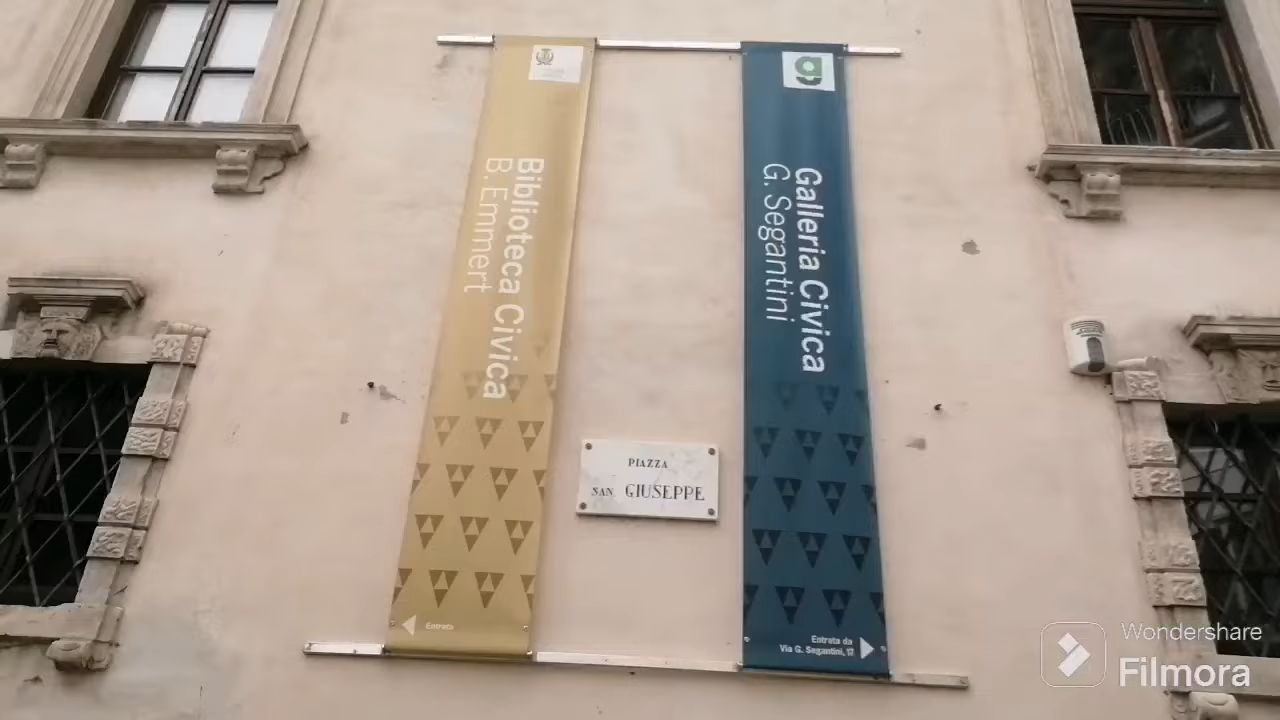 Biblioteca Civica
B. Emmert
Entrata
Galleria Civica
G. Segantini
Entrata da
Via G. Segantini, 17
PIAZZA
SAN GIUSEPPE
g
Wondershare
Filmora